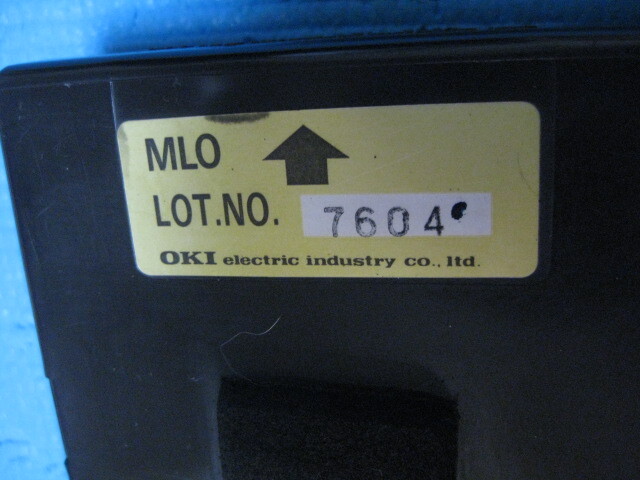 MLO
LOT.NO. 7604
OKI electric industry co., ltd.